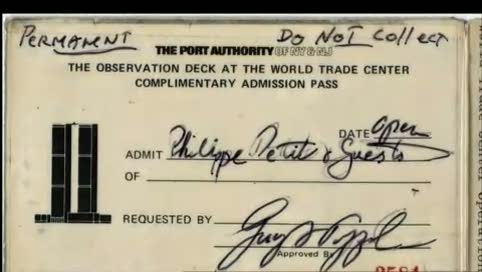 PERMANENT DO NOT Collect
THE PORT AUTHORITY OF NY & NJ
THE OBSERVATION DECK AT THE WORLD TRADE CENTER
COMPLIMENTARY ADMISSION PASS
DATE Open
ADMIT Philippe Petit & Guests
OF
REQUESTED BY
Approved By